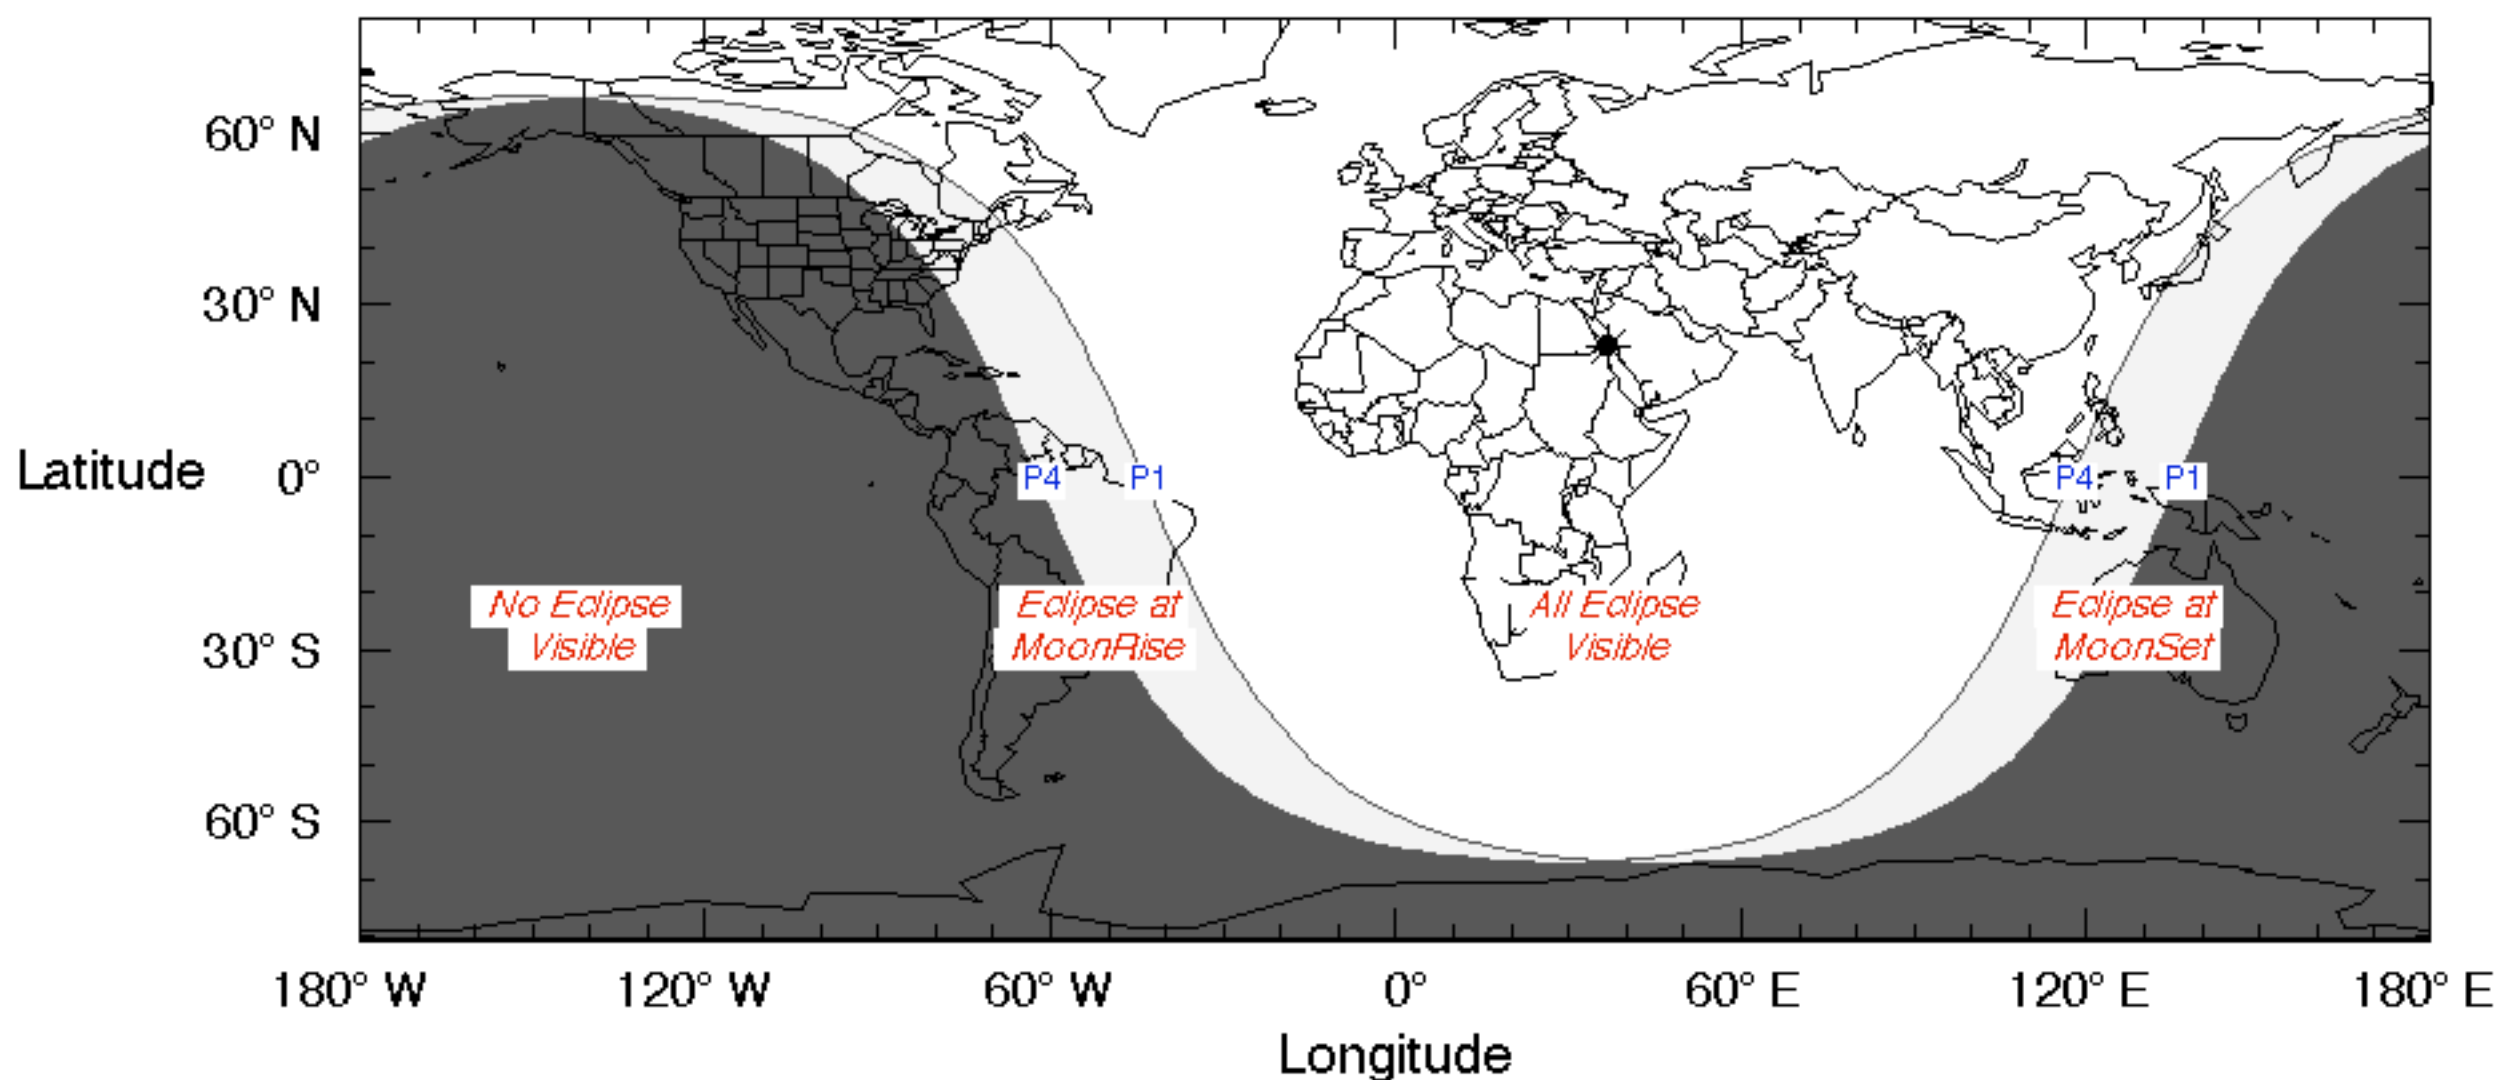 60° N
30° N
Latitude 0°
P4 P1 P4 P1
No Eclipse Visible
Eclipse at MoonRise
All Eclipse Visible
Eclipse at MoonSet
30° S
60° S
180° W 120° W 60° W 0° 60° E 120° E 180° E
Longitude